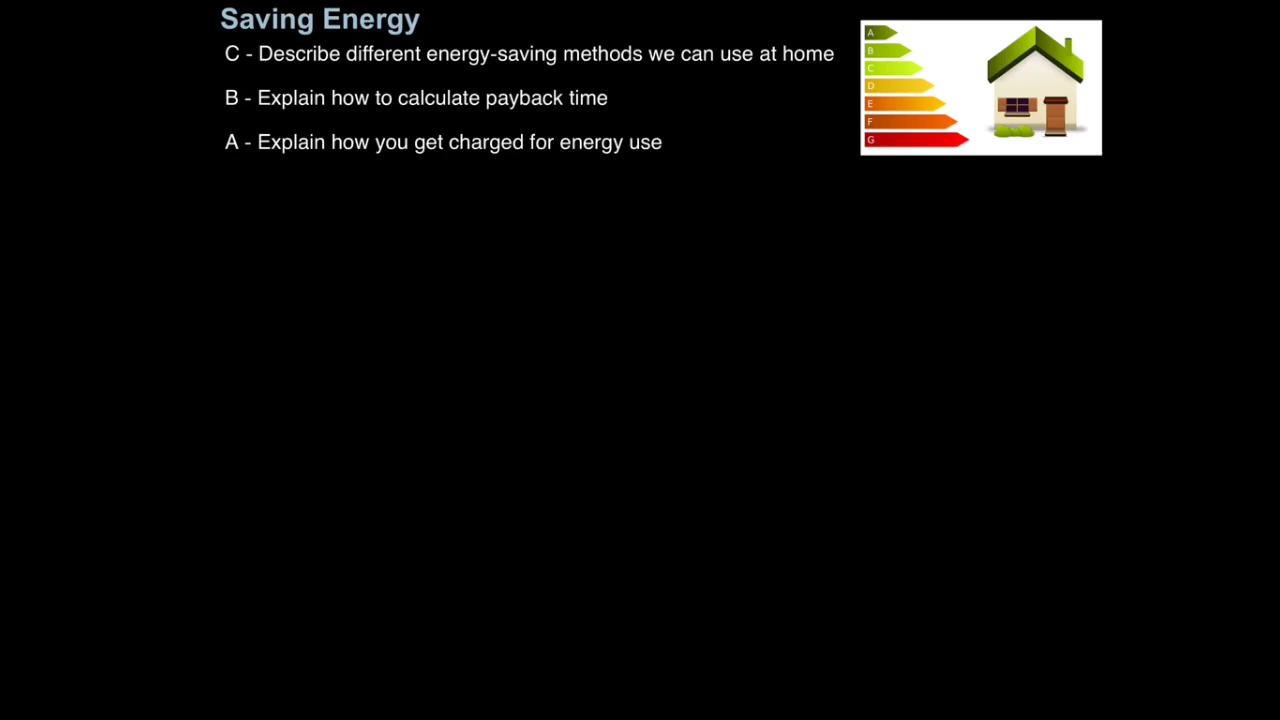 Saving Energy
C - Describe different energy-saving methods we can use at home
B - Explain how to calculate payback time
A - Explain how you get charged for energy use
A
B
C
D
E
F
G